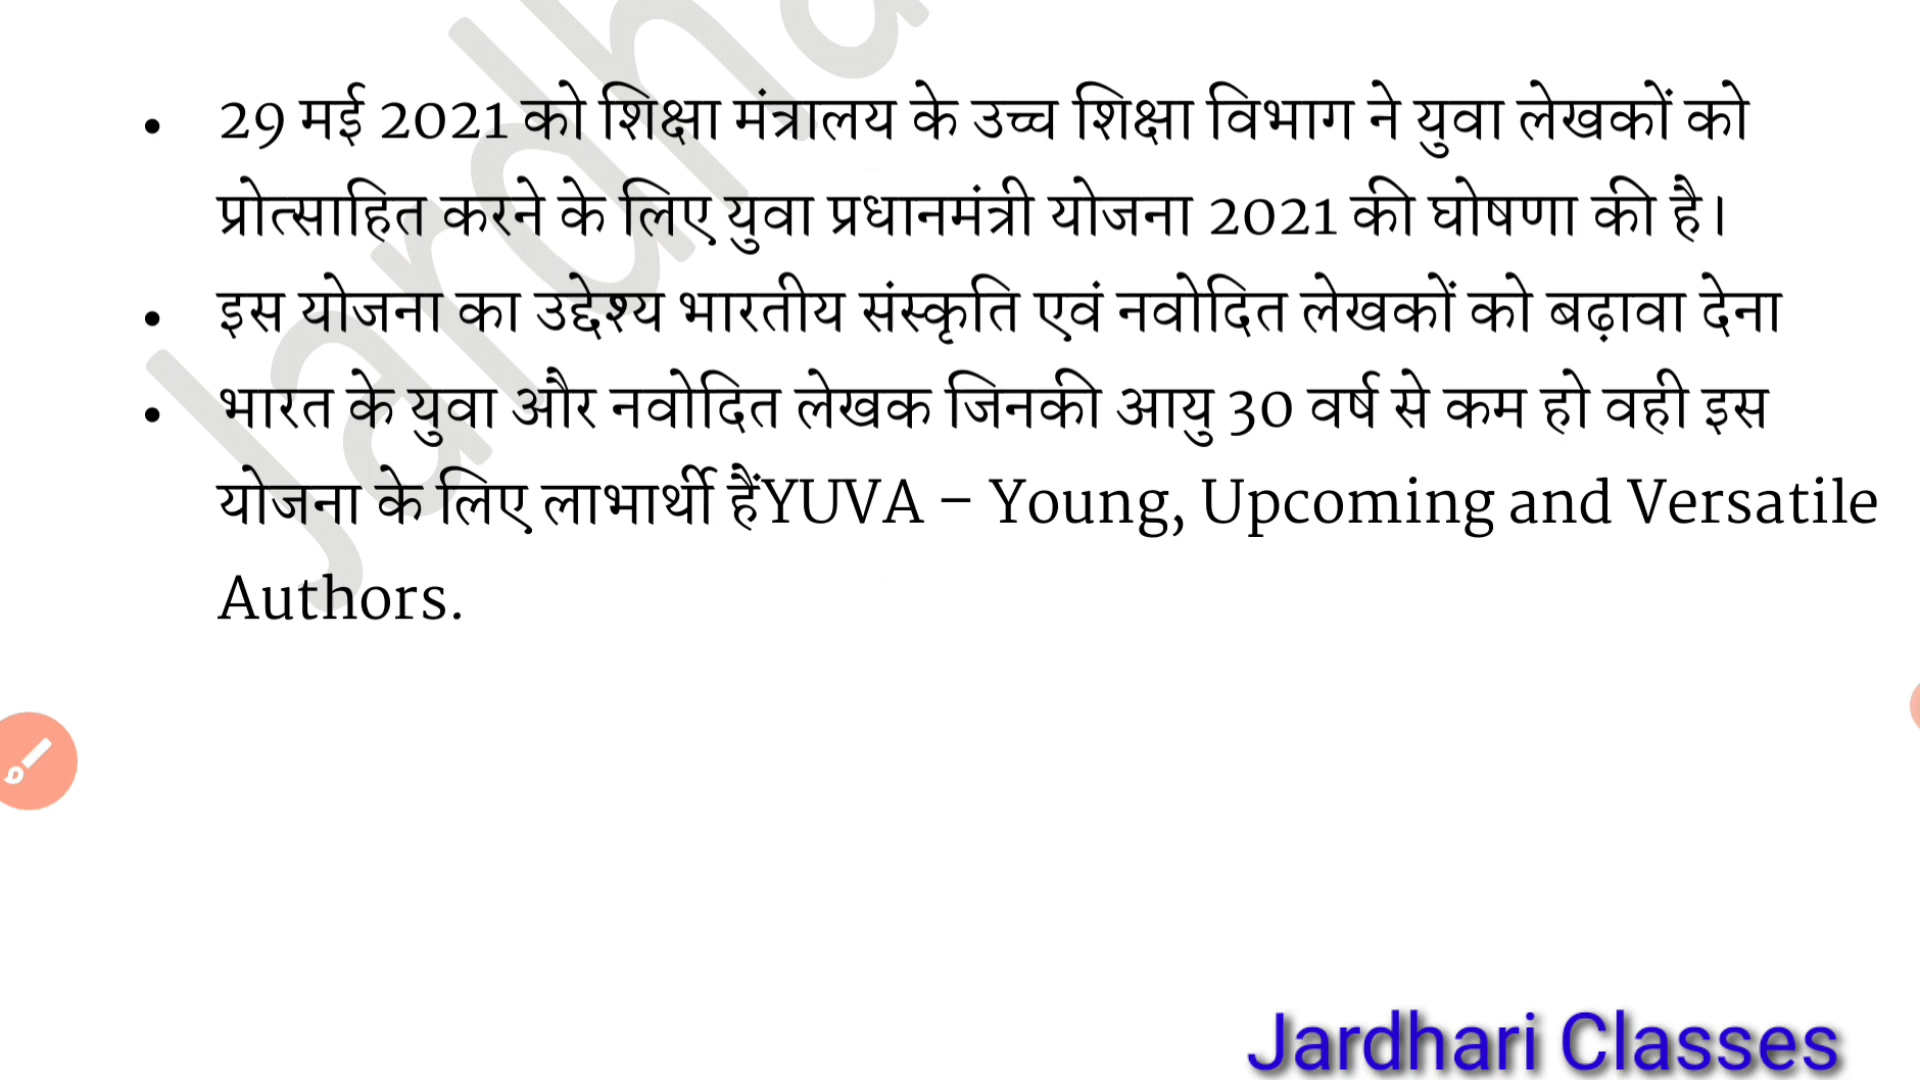 • 29 मई 2021 को शिक्षा मंत्रालय के उच्च शिक्षा विभाग ने युवा लेखकों को
प्रोत्साहित करने के लिए युवा प्रधानमंत्री योजना 2021 की घोषणा की है।
• इस योजना का उद्देश्य भारतीय संस्कृति एवं नवोदित लेखकों को बढ़ावा देना
• भारत के युवा और नवोदित लेखक जिनकी आयु 30 वर्ष से कम हो वही इस
योजना के लिए लाभार्थी हैंYUVA – Young, Upcoming and Versatile
Authors.
Jardha
Jardhari Classes